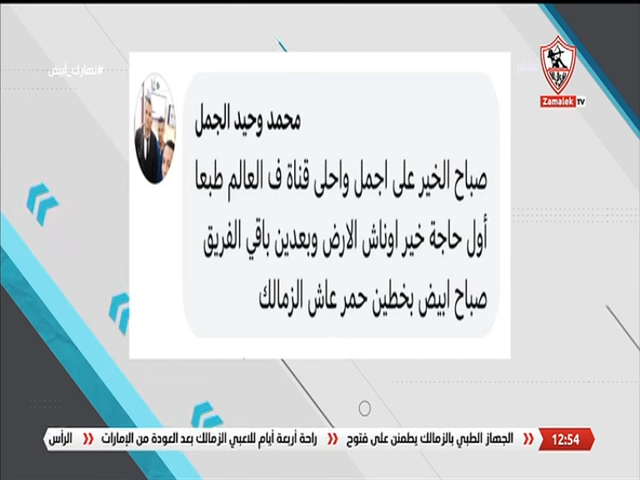 #نهارك_أبيض
Zamalek TV
محمد وحيد الجمل
صباح الخير على اجمل واحلى قناة ف العالم طبعا
أول حاجة خير اوناش الارض وبعدين باقي الفريق
صباح ابيض بخطين حمر عاش الزمالك
12:54 الجهاز الطبي بالزمالك يطمئن على فتوح راحة أربعة أيام للاعبي الزمالك بعد العودة من الإمارات الرأس